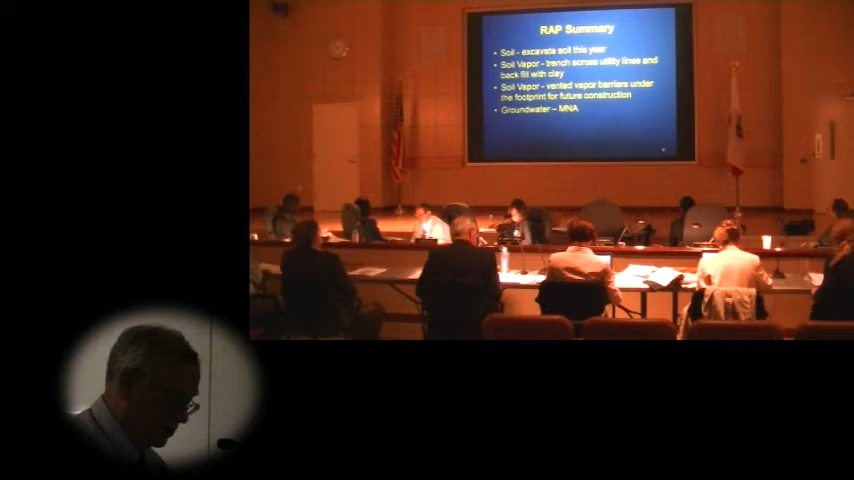 RAP Summary
• Soil - excavate soil this year
• Soil Vapor - trench across utility lines and
back fill with clay
• Soil Vapor - vented vapor barriers under
the footprint for future construction
• Groundwater – MNA